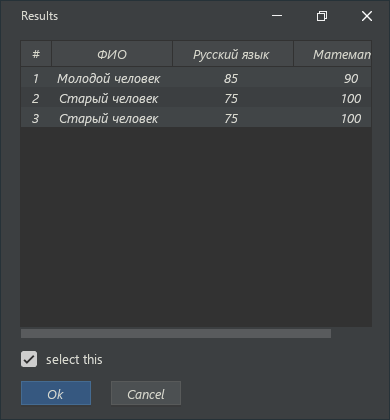 Results
# ФИО Русский язык Математ
1 Молодой человек 85 90
2 Старый человек 75 100
3 Старый человек 75 100
select this
Ok Cancel